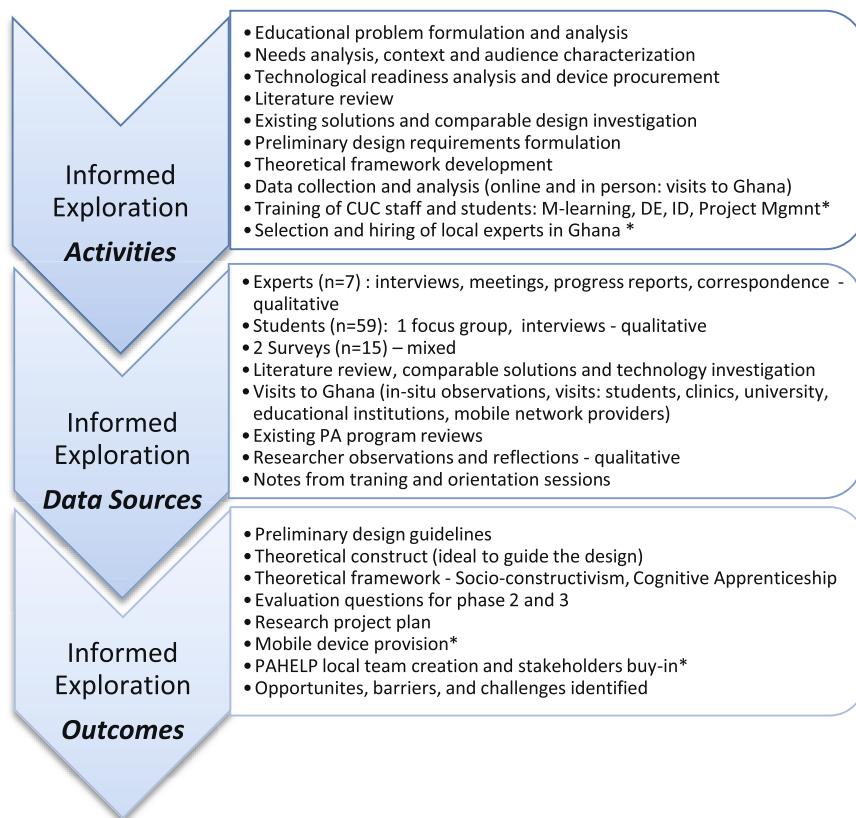 Informed
Exploration
Activities
• Educational problem formulation and analysis
• Needs analysis, context and audience characterization
• Technological readiness analysis and device procurement
• Literature review
• Existing solutions and comparable design investigation
• Preliminary design requirements formulation
• Theoretical framework development
• Data collection and analysis (online and in person: visits to Ghana)
• Training of CUC staff and students: M-learning, DE, ID, Project Mgmnt*
• Selection and hiring of local experts in Ghana *
Informed
Exploration
Data Sources
• Experts (n=7) : interviews, meetings, progress reports, correspondence -
qualitative
• Students (n=59): 1 focus group, interviews - qualitative
• 2 Surveys (n=15) – mixed
• Literature review, comparable solutions and technology investigation
• Visits to Ghana (in-situ observations, visits: students, clinics, university,
educational institutions, mobile network providers)
• Existing PA program reviews
• Researcher observations and reflections - qualitative
• Notes from traning and orientation sessions
Informed
Exploration
Outcomes
• Preliminary design guidelines
• Theoretical construct (ideal to guide the design)
• Theoretical framework - Socio-constructivism, Cognitive Apprenticeship
• Evaluation questions for phase 2 and 3
• Research project plan
• Mobile device provision*
• PAHELP local team creation and stakeholders buy-in*
• Opportunites, barriers, and challenges identified